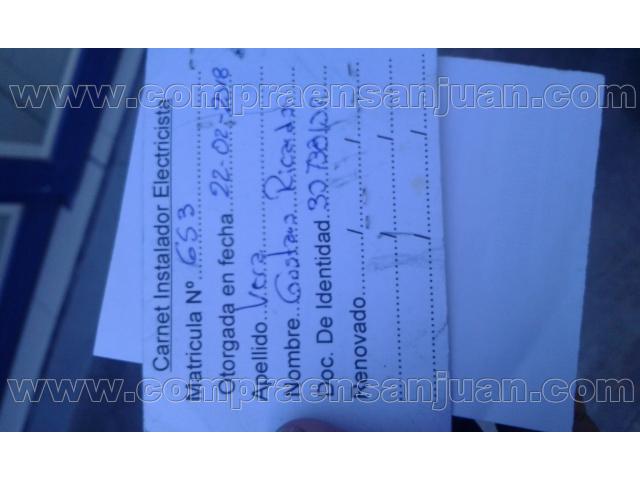 www.compraensanjuan.com
Carnet Instalador Electricista
Matricula Nº 653
Otorgada en fecha 22-02-2018
Apellido Vera
Nombre Gustavo Ricardo
Doc. De Identidad
Renovado / /
/ /
www.compraensanjuan.com